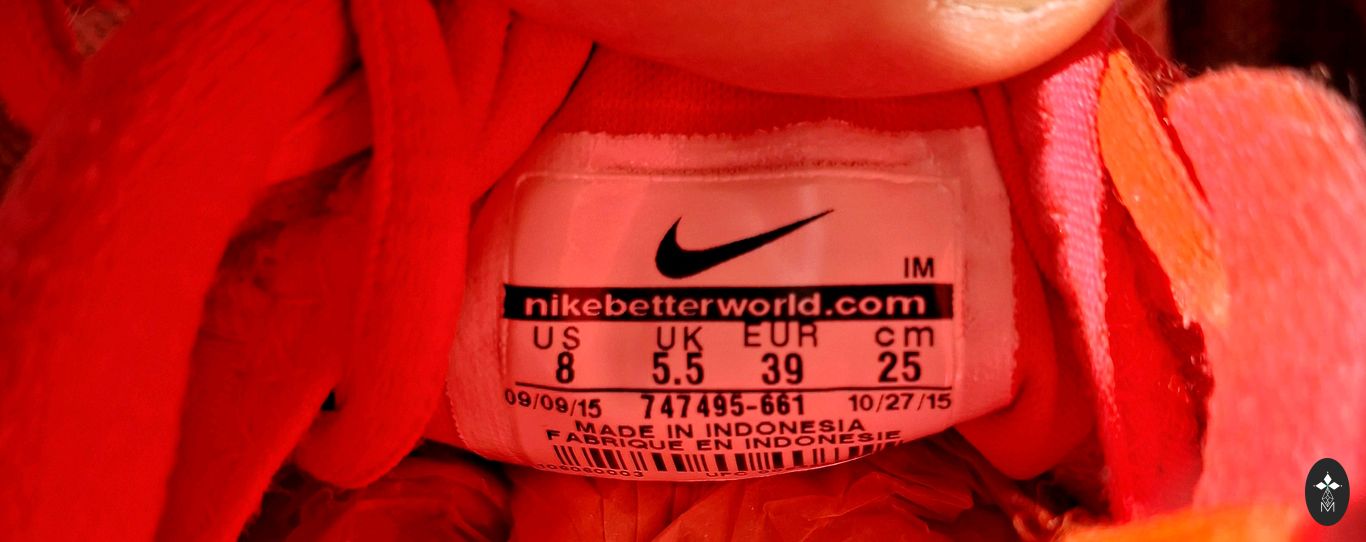 IM
nikebetterworld.com
US UK EUR cm
8 5.5 39 25
09/09/15 747495-661 10/27/15
MADE IN INDONESIA
FABRIQUE EN INDONESIE
M